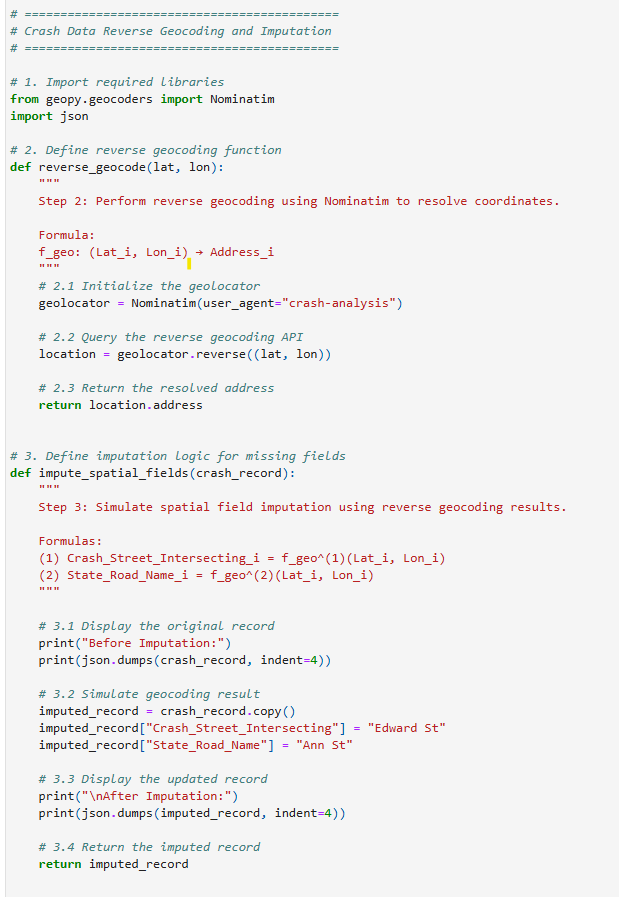 # ============================================
# Crash Data Reverse Geocoding and Imputation
# ============================================
# 1. Import required libraries
from geopy.geocoders import Nominatim
import json
# 2. Define reverse geocoding function
def reverse_geocode(lat, lon):
"""
Step 2: Perform reverse geocoding using Nominatim to resolve coordinates.
Formula:
f_geo: (Lat_i, Lon_i) → Address_i
"""
# 2.1 Initialize the geolocator
geolocator = Nominatim(user_agent="crash-analysis")
# 2.2 Query the reverse geocoding API
location = geolocator.reverse((lat, lon))
# 2.3 Return the resolved address
return location.address
# 3. Define imputation logic for missing fields
def impute_spatial_fields(crash_record):
"""
Step 3: Simulate spatial field imputation using reverse geocoding results.
Formulas:
(1) Crash_Street_Intersecting_i = f_geo^(1)(Lat_i, Lon_i)
(2) State_Road_Name_i = f_geo^(2)(Lat_i, Lon_i)
"""
# 3.1 Display the original record
print("Before Imputation:")
print(json.dumps(crash_record, indent=4))
# 3.2 Simulate geocoding result
imputed_record = crash_record.copy()
imputed_record["Crash_Street_Intersecting"] = "Edward St"
imputed_record["State_Road_Name"] = "Ann St"
# 3.3 Display the updated record
print("\nAfter Imputation:")
print(json.dumps(imputed_record, indent=4))
# 3.4 Return the imputed record
return imputed_record